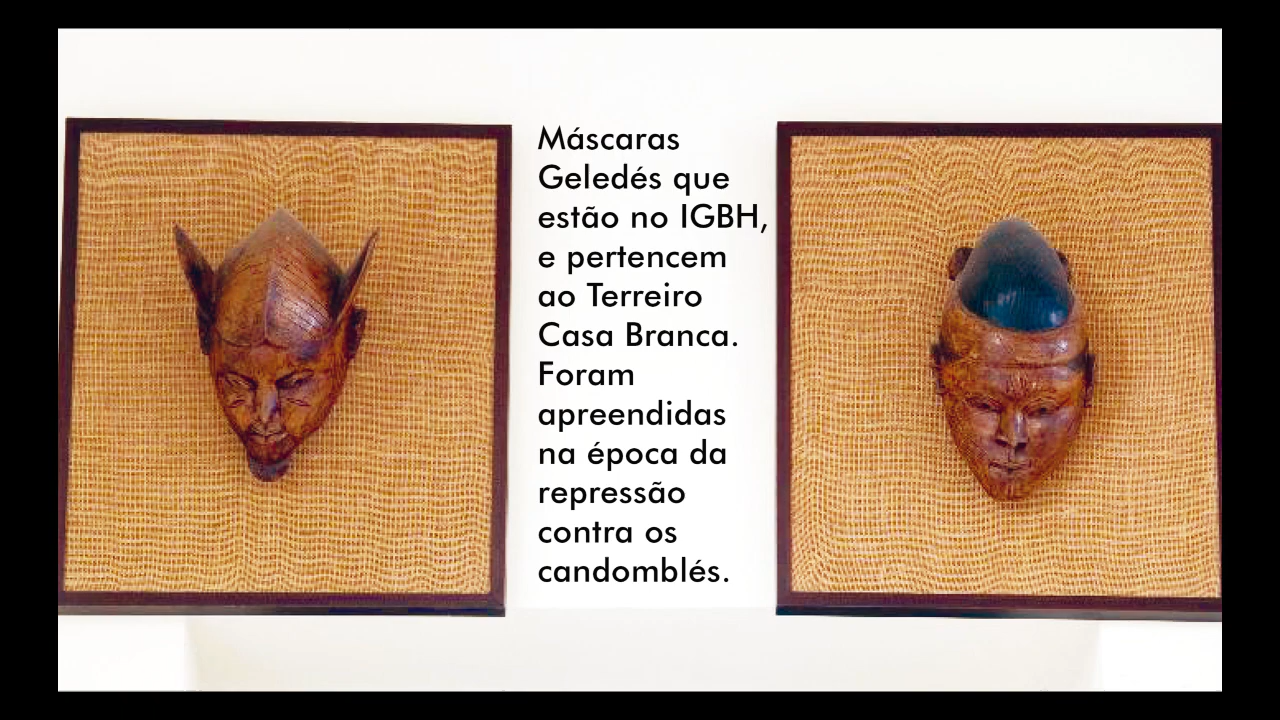 Máscaras
Geledés que
estão no IGBH,
e pertencem
ao Terreiro
Casa Branca.
Foram
apreendidas
na época da
repressão
contra os
candomblés.